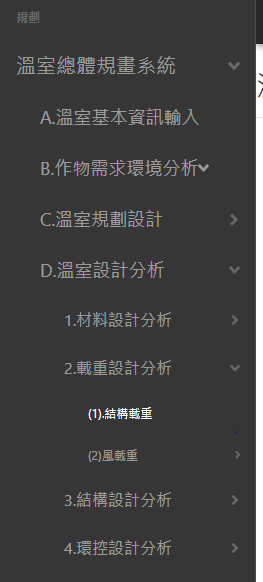 規劃
溫室總體規畫系統
A.溫室基本資訊輸入
B.作物需求環境分析
C.溫室規劃設計
D.溫室設計分析
1.材料設計分析
2.載重設計分析
(1).結構載重
(2)風載重
3.結構設計分析
4.環控設計分析